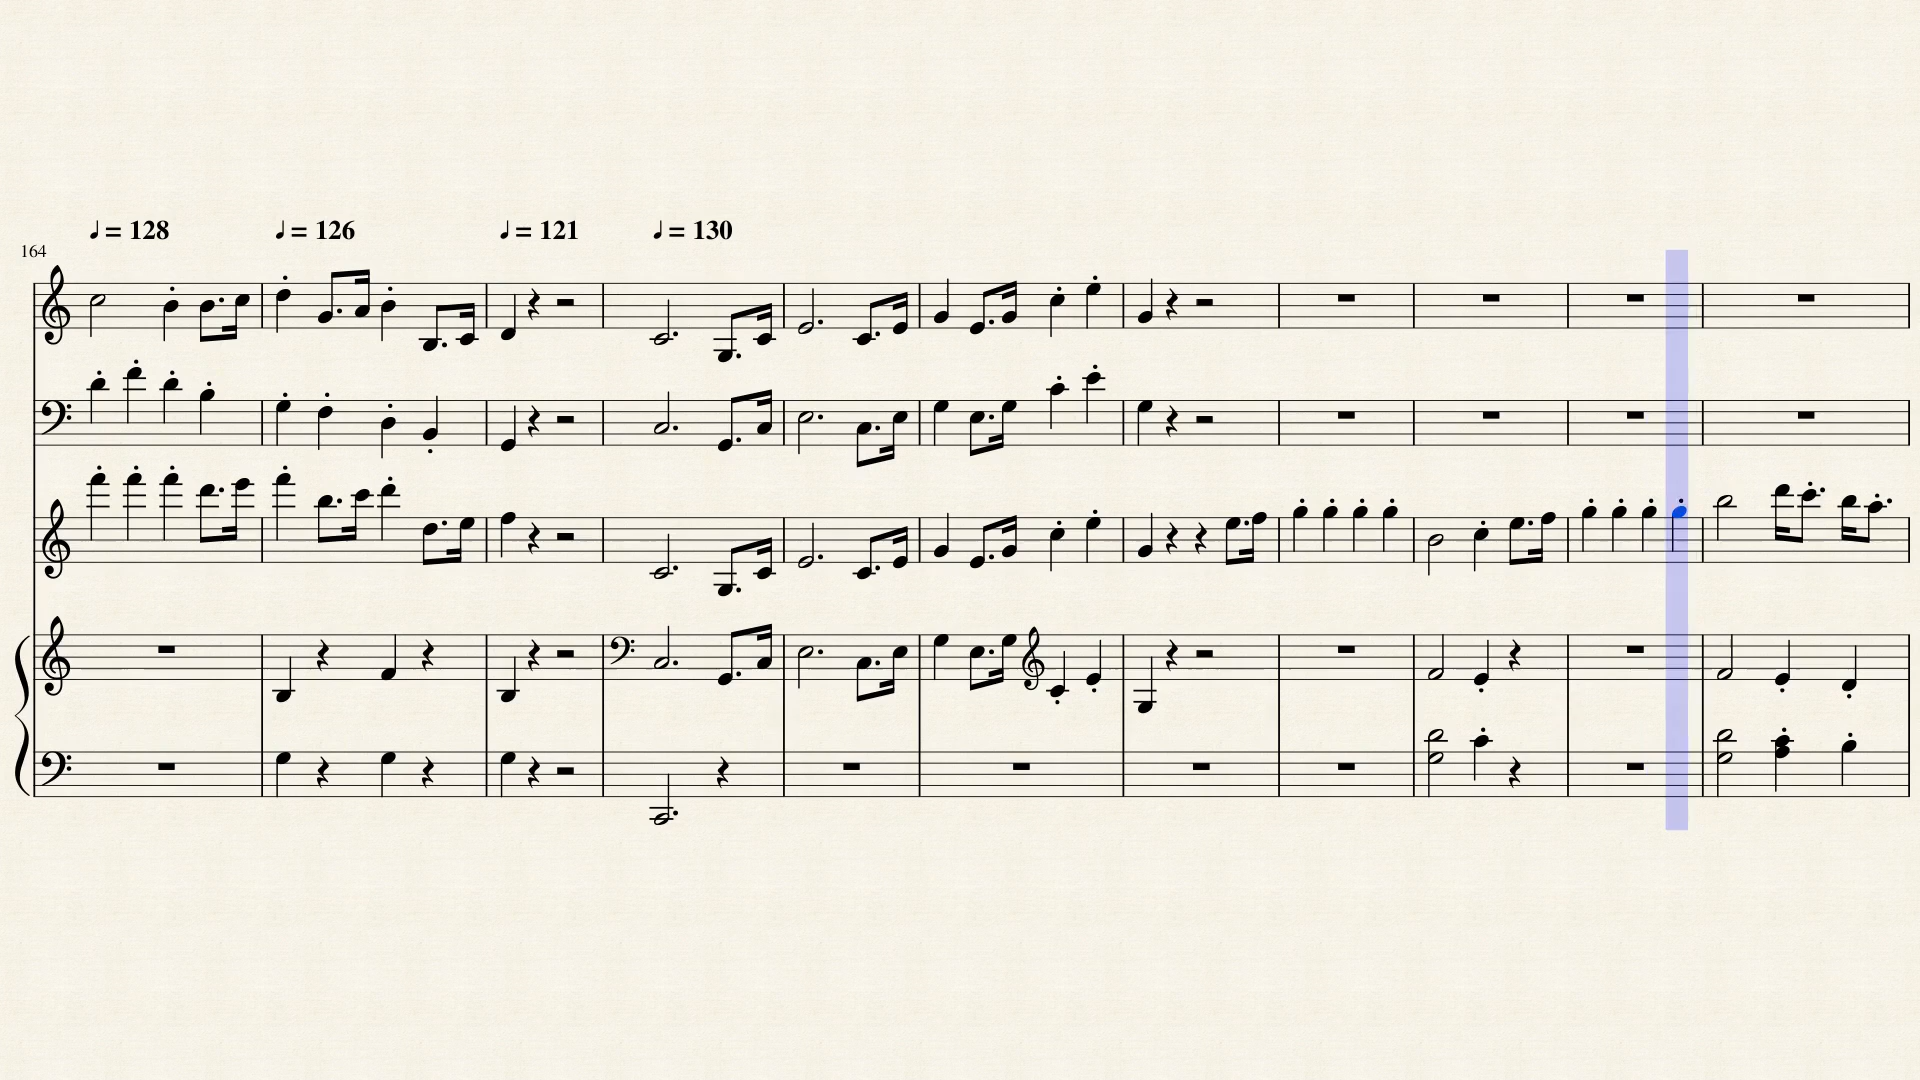 ♩ = 128 ♩ = 126 ♩ = 121 ♩ = 130
164